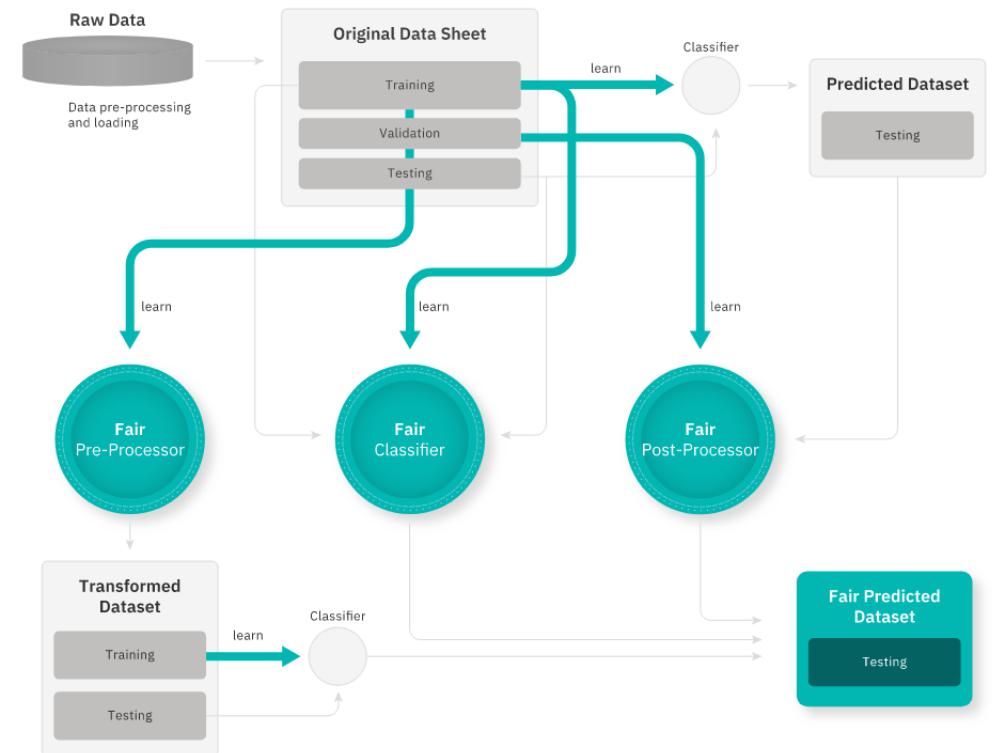 Raw Data
Data pre-processing
and loading
Original Data Sheet
Training
Validation
Testing
learn
Classifier
Predicted Dataset
Testing
learn
learn
learn
Fair
Pre-Processor
Fair
Classifier
Fair
Post-Processor
Transformed
Dataset
Training
Testing
learn
Classifier
Fair Predicted
Dataset
Testing